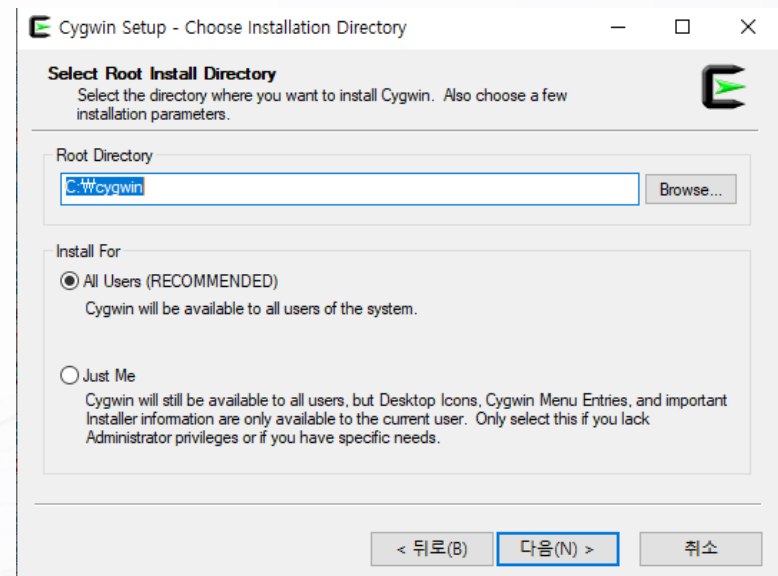 Cygwin Setup - Choose Installation Directory
Select Root Install Directory
Select the directory where you want to install Cygwin. Also choose a few
installation parameters.
Root Directory
C:₩cygwin
Browse...
Install For
All Users (RECOMMENDED)
Cygwin will be available to all users of the system.
Just Me
Cygwin will still be available to all users, but Desktop Icons, Cygwin Menu Entries, and important
Installer information are only available to the current user. Only select this if you lack
Administrator privileges or if you have specific needs.
< 뒤로(B) 다음(N) > 취소